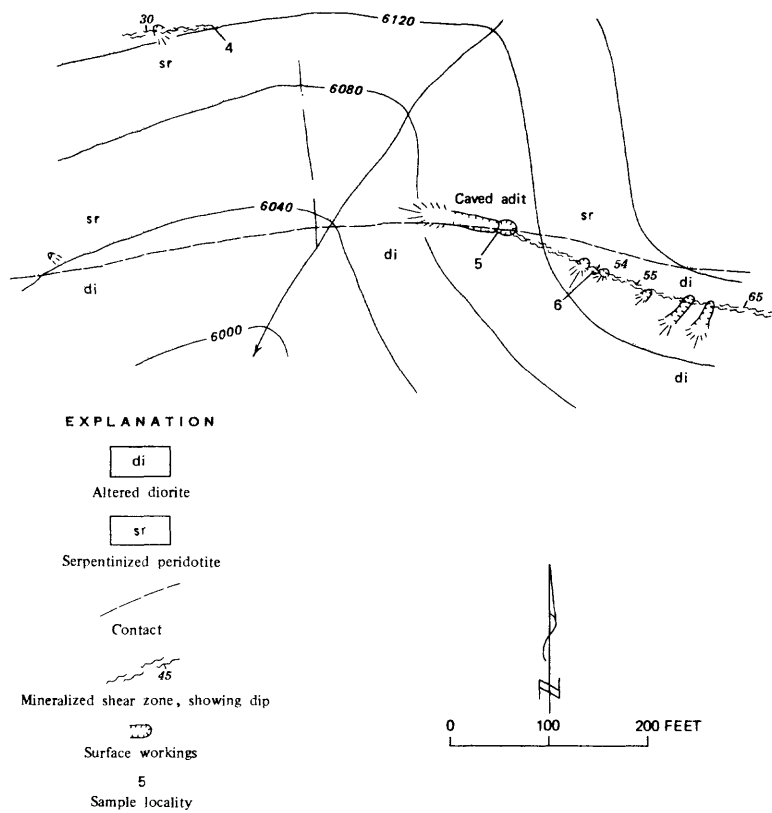 30
4
6120
sr
6080
Caved adit
sr
6040
sr
di
5
54
di
55
di
6
65
6000
di
EXPLANATION
di
Altered diorite
sr
Serpentinized peridotite
Contact
45
Mineralized shear zone, showing dip
Surface workings
5
Sample locality
N
0 100 200 FEET